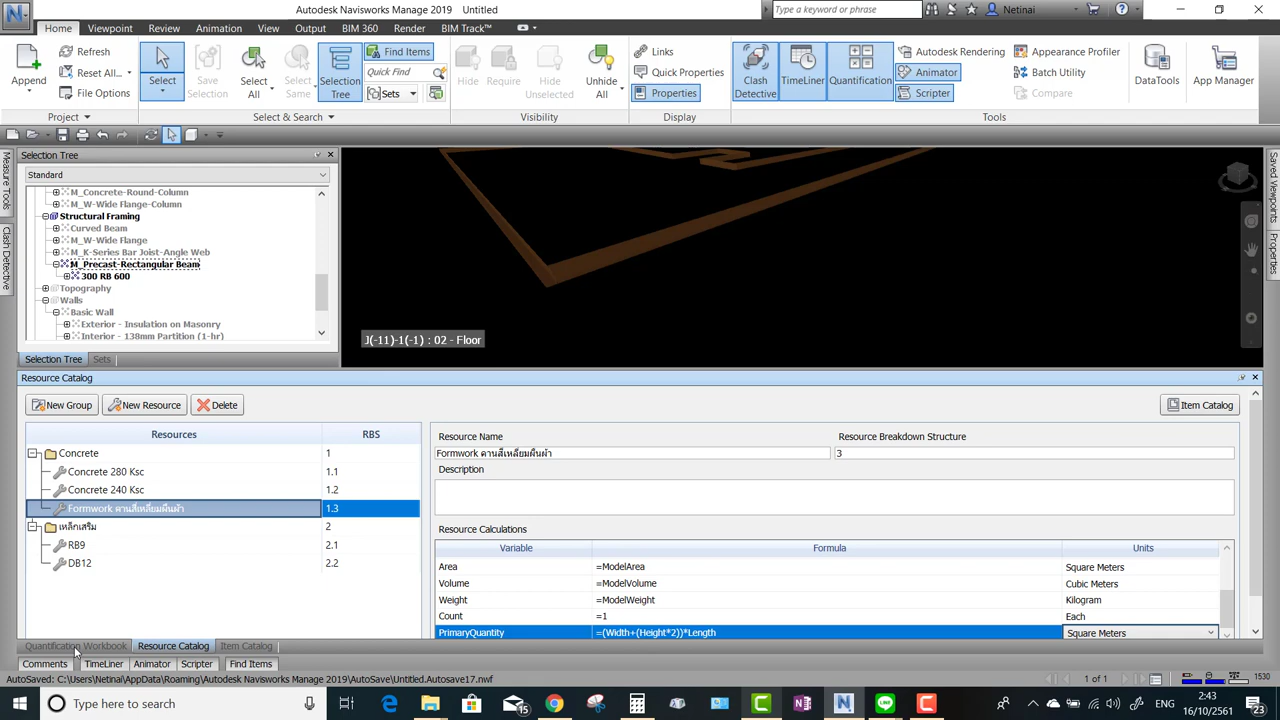 Autodesk Navisworks Manage 2019 Untitled
Type a keyword or phrase
Netinai
Home Viewpoint Review Animation View Output BIM 360 Render BIM Track™
Append
Refresh
Reset All...
File Options
Project
Select
Save Selection
Select All
Select Same
Selection Tree
Find Items
Quick Find
Sets
Select & Search
Hide
Require
Hide Unselected
Unhide All
Visibility
Links
Quick Properties
Properties
Display
Clash Detective
TimeLiner
Quantification
Autodesk Rendering
Animator
Scripter
Appearance Profiler
Batch Utility
Compare
DataTools
App Manager
Tools
Measure Tools
Clash Detective
Selection Tree
Standard
M_Concrete-Round-Column
M_W-Wide Flange-Column
Structural Framing
Curved Beam
M_W-Wide Flange
M_K-Series Bar Joist-Angle Web
M_Precast-Rectangular Beam
300 RB 600
Topography
Walls
Basic Wall
Exterior - Insulation on Masonry
Interior - 138mm Partition (1-hr)
Selection Tree Sets
J(-11)-1(-1) : 02 - Floor
Saved Viewpoints
Properties
Resource Catalog
New Group New Resource Delete Item Catalog
Resources RBS
Concrete 1
Concrete 280 Ksc 1.1
Concrete 240 Ksc 1.2
Formwork คานสี่เหลี่ยมผืนผ้า 1.3
เหล็กเสริม 2
RB9 2.1
DB12 2.2
Resource Name Resource Breakdown Structure
Formwork คานสี่เหลี่ยมผืนผ้า 3
Description
Resource Calculations
Variable Formula Units
Area =ModelArea Square Meters
Volume =ModelVolume Cubic Meters
Weight =ModelWeight Kilogram
Count =1 Each
PrimaryQuantity =(Width+(Height*2))*Length Square Meters
Quantification Workbook Resource Catalog Item Catalog
Comments TimeLiner Animator Scripter Find Items
AutoSaved: C:\Users\Netinai\AppData\Roaming\Autodesk Navisworks Manage 2019\AutoSave\Untitled.Autosave17.nwf
1 of 1
1530
Type here to search
15
2:43
ไทย
16/10/2561